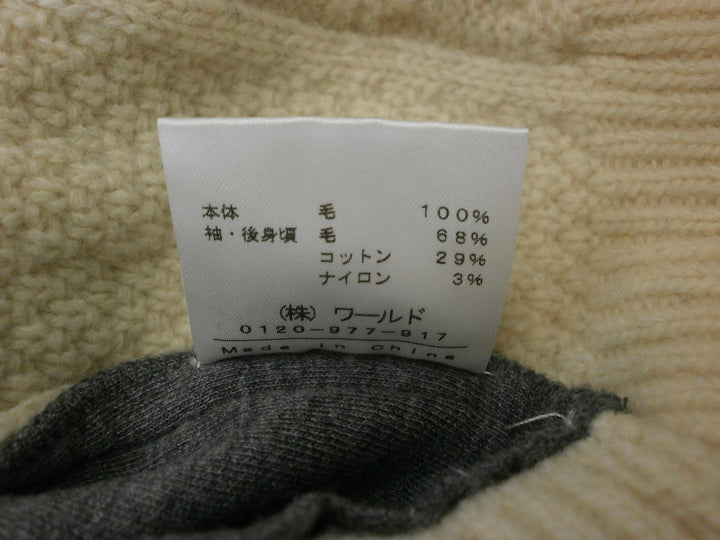 本体 毛 100%
袖・後身頃 毛 68%
コットン 29%
ナイロン 3%
(株) ワールド
0120-977-917
Made in China